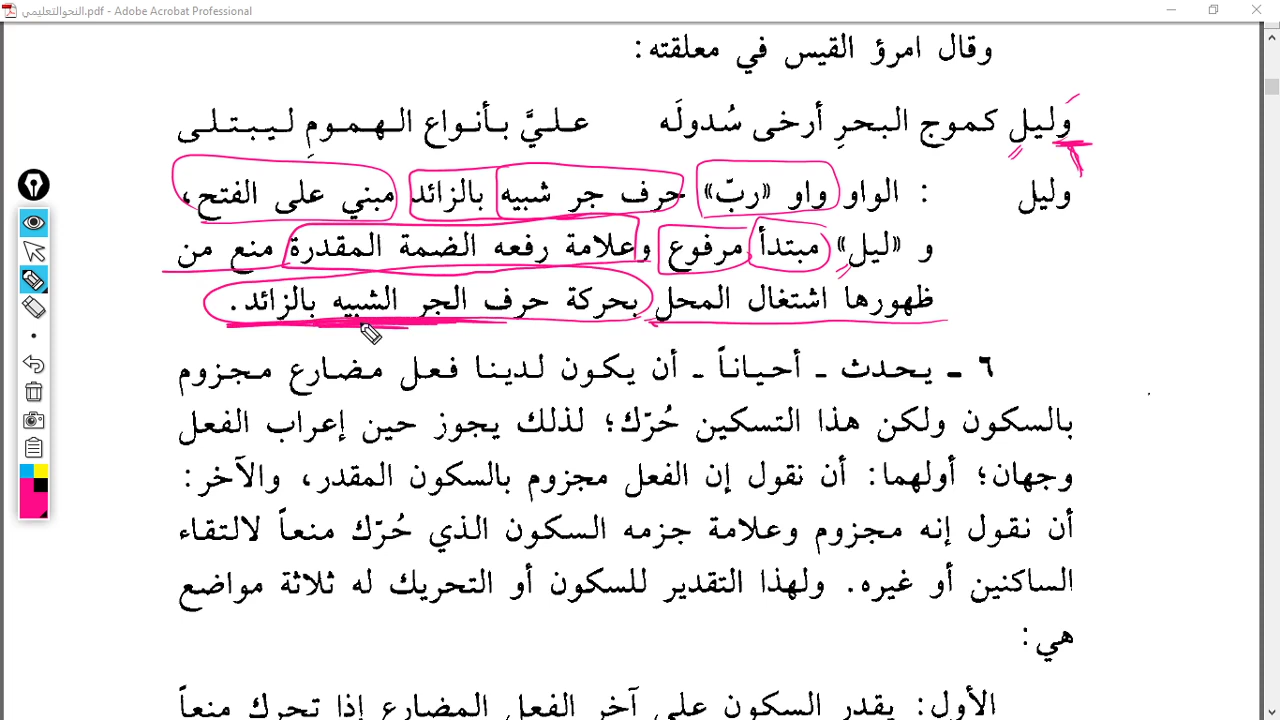 النحوالتعليمي.pdf - Adobe Acrobat Professional
وقال امرؤ القيس في معلقته :
وَليلٍ كموج البحرِ أرخى سُدولَه عليَّ بأنواع الهمومِ ليبتلى
وليل : الواو واو «ربّ» حرف جر شبيه بالزائد مبني على الفتح،
و «ليل» مبتدأ مرفوع وعلامة رفعه الضمة المقدرة منع من
ظهورها اشتغال المحل بحركة حرف الجر الشبيه بالزائد .
٦ ـ يحدث ـ أحياناً ـ أن يكون لدينا فعل مضارع مجزوم
بالسكون ولكن هذا التسكين حُرّك؛ لذلك يجوز حين إعراب الفعل
وجهان؛ أولهما: أن نقول إن الفعل مجزوم بالسكون المقدر، والآخر:
أن نقول إنه مجزوم وعلامة جزمه السكون الذي حُرّك منعاً لالتقاء
الساكنين أو غيره. ولهذا التقدير للسكون أو التحريك له ثلاثة مواضع
هي:
الأول: يقدر السكون على آخر الفعل المضارع إذا تحرك منعاً